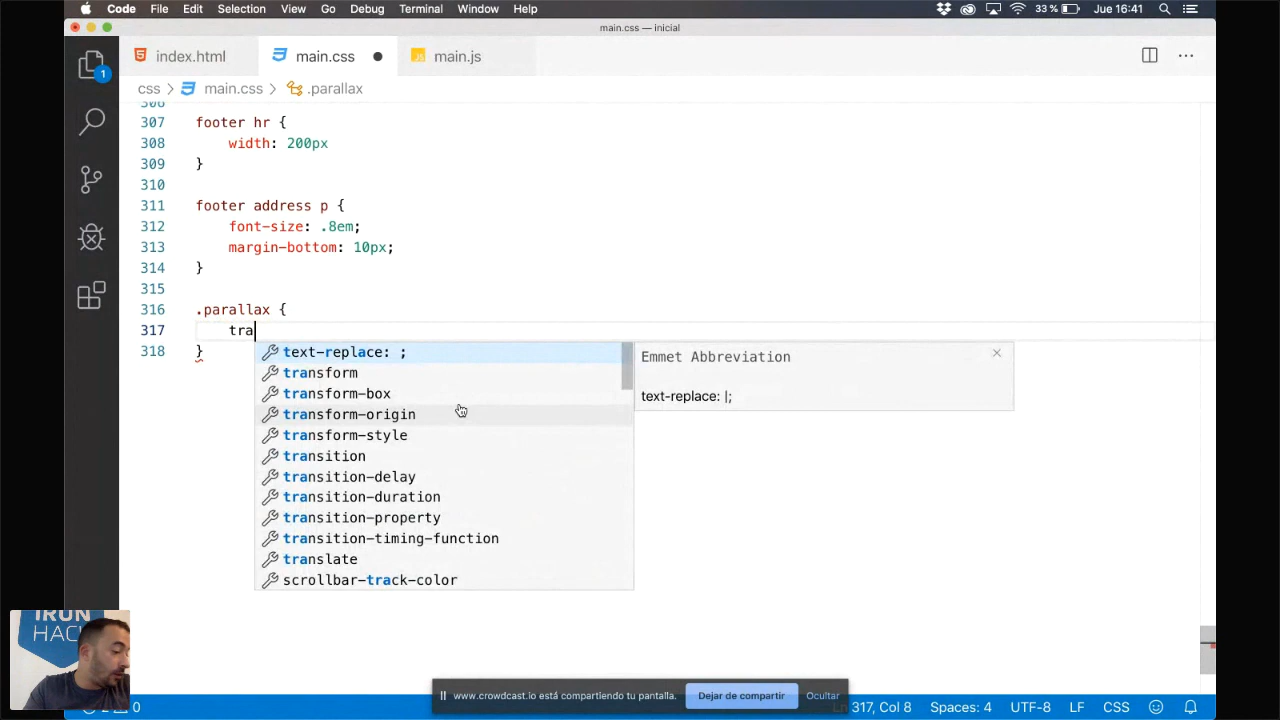 Code File Edit Selection View Go Debug Terminal Window Help 33 % Jue 16:41
main.css — inicial
index.html main.css main.js
css > main.css > .parallax
1
306
307 footer hr {
308 width: 200px
309 }
310
311 footer address p {
312 font-size: .8em;
313 margin-bottom: 10px;
314 }
315
316 .parallax {
317 tra
318 }
text-replace: ;
transform
transform-box
transform-origin
transform-style
transition
transition-delay
transition-duration
transition-property
transition-timing-function
translate
scrollbar-track-color
Emmet Abbreviation
text-replace: |;
IRON
HACK
www.crowdcast.io está compartiendo tu pantalla. Dejar de compartir Ocultar
2 0 Ln 317, Col 8 Spaces: 4 UTF-8 LF CSS